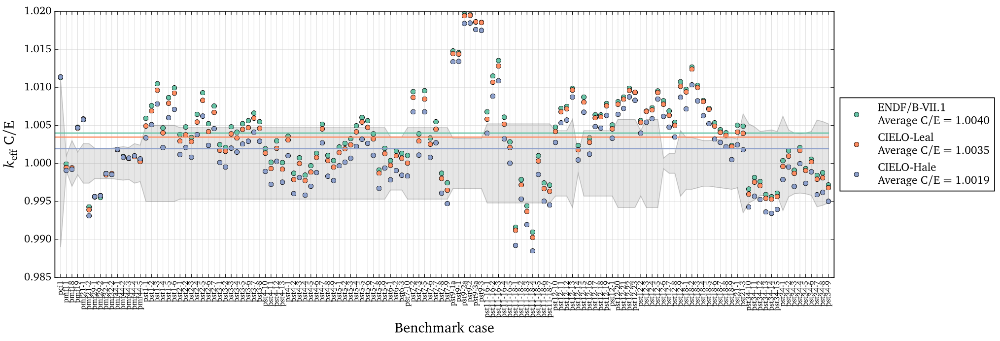 1.020
1.015
1.010
1.005
1.000
0.995
0.990
0.985
k_eff C/E
pci1
pmf11
pmf18
pmf19
pmf21-1
pmf21-2
pmf29-1
pmf29-2
pmf32-1
pmf32-2
pmf44-1
pmf44-2
pmf44-3
pmf44-4
pmf44-5
pst1-1
pst1-2
pst1-3
pst1-4
pst1-5
pst1-6
pst2-1
pst2-2
pst2-3
pst2-4
pst2-5
pst2-6
pst2-7
pst3-1
pst3-2
pst3-3
pst3-4
pst3-5
pst3-6
pst3-7
pst3-8
pst4-10
pst4-11
pst4-12
pst4-13
pst4-1
pst4-2
pst4-3
pst4-4
pst4-5
pst4-6
pst4-7
pst4-8
pst4-9
pst5-1
pst5-2
pst5-3
pst5-4
pst5-5
pst5-6
pst5-7
pst5-8
pst5-9
pst6-1
pst6-2
pst6-3
pst7-10
pst7-2
pst7-3
pst7-5
pst7-6
pst7-7
pst7-8
pst7-9
pst9-1a
pst9-1
pst9-2a
pst9-2
pst9-3a
pst9-3
pst11-16-1
pst11-16-2
pst11-16-3
pst11-16-4
pst11-16-5
pst11-18-1
pst11-18-2
pst11-18-3
pst11-18-4
pst11-18-5
pst11-18-6
pst11-18-7
pst12-10
pst12-11
pst12-12
pst12-13
pst12-14
pst12-15
pst12-16
pst12-17
pst12-18
pst12-19
pst12-1
pst12-20
pst12-21
pst12-22
pst12-23
pst12-2
pst12-3
pst12-4
pst12-5
pst12-6
pst12-7
pst12-8
pst12-9
pst18-1
pst18-2
pst18-3
pst18-4
pst18-5
pst18-6
pst18-7
pst18-8
pst18-9
pst21-1
pst21-3
pst34-10
pst34-11
pst34-12
pst34-13
pst34-14
pst34-15
pst34-1
pst34-2
pst34-3
pst34-4
pst34-5
pst34-6
pst34-7
pst34-8
pst34-9
Benchmark case
ENDF/B-VII.1
Average C/E = 1.0040
CIELO-Leal
Average C/E = 1.0035
CIELO-Hale
Average C/E = 1.0019